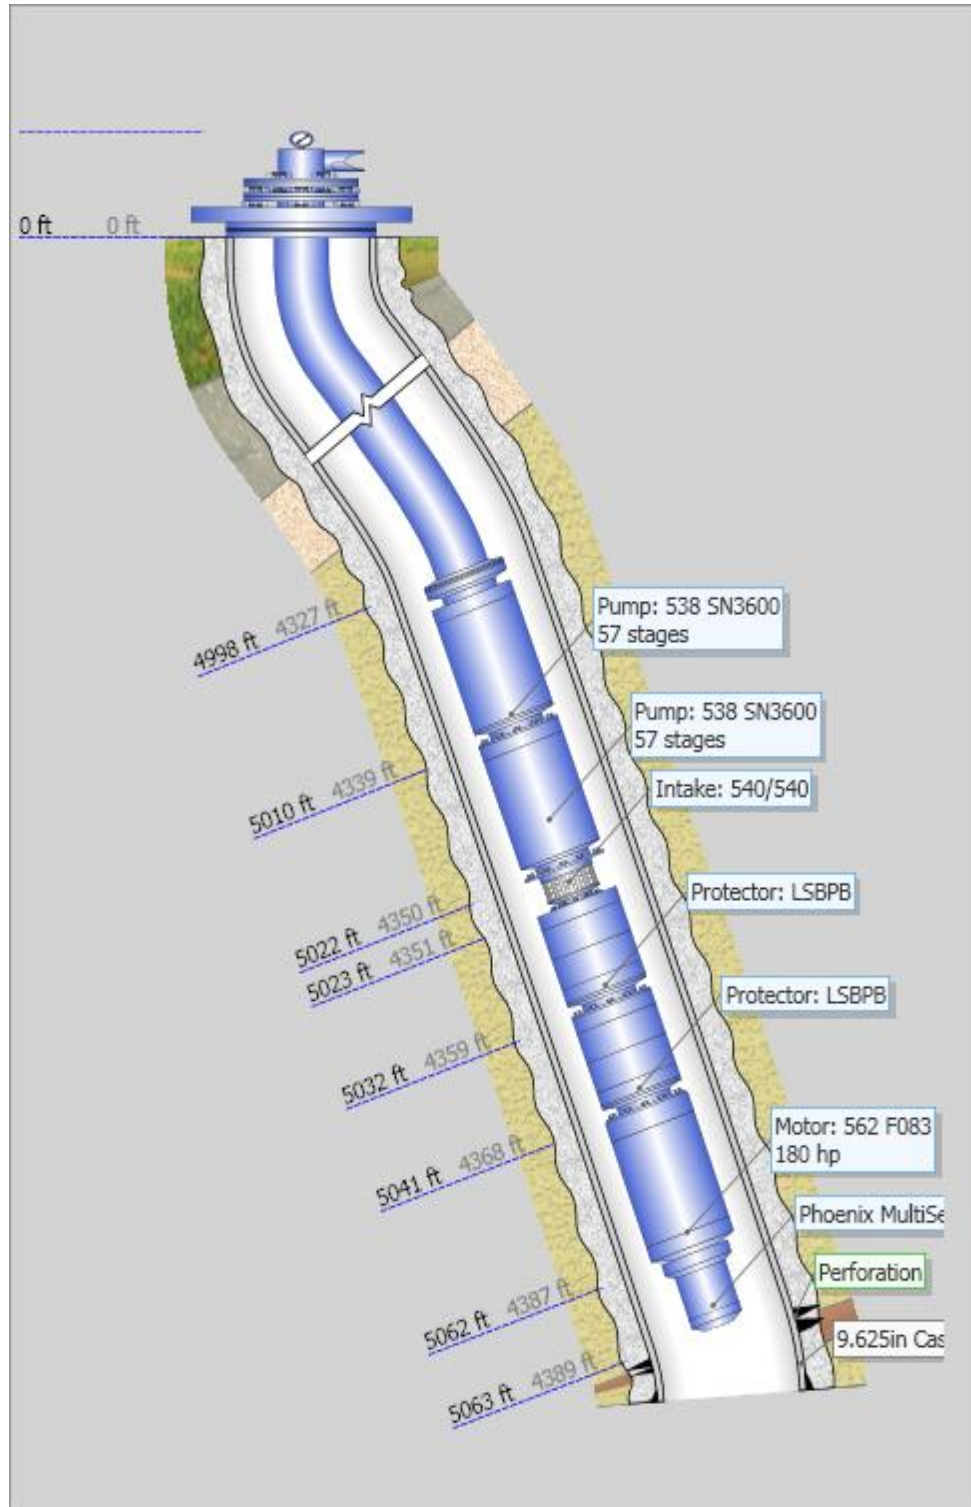 0 ft 0 ft
Pump: 538 SN3600
57 stages
4998 ft 4327 ft
Pump: 538 SN3600
57 stages
Intake: 540/540
5010 ft 4339 ft
Protector: LSBPB
5022 ft 4350 ft
5023 ft 4351 ft
Protector: LSBPB
5032 ft 4359 ft
Motor: 562 F083
180 hp
5041 ft 4368 ft
Phoenix MultiSe
Perforation
5062 ft 4387 ft
9.625in Cas
5063 ft 4389 ft